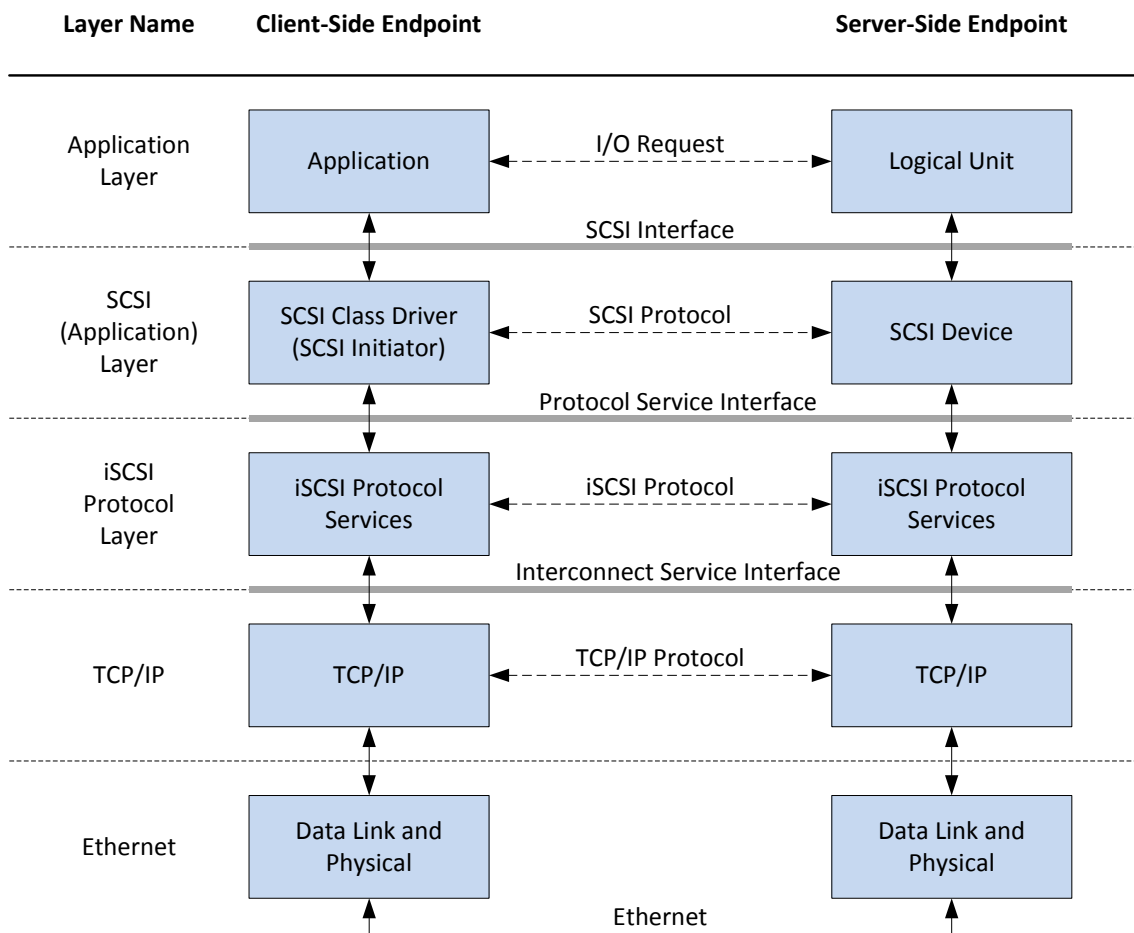 Layer Name Client-Side Endpoint Server-Side Endpoint
Application
Layer
Application
I/O Request
Logical Unit
SCSI Interface
SCSI
(Application)
Layer
SCSI Class Driver
(SCSI Initiator)
SCSI Protocol
SCSI Device
Protocol Service Interface
iSCSI
Protocol
Layer
iSCSI Protocol
Services
iSCSI Protocol
iSCSI Protocol
Services
Interconnect Service Interface
TCP/IP
TCP/IP
TCP/IP Protocol
TCP/IP
Ethernet
Data Link and
Physical
Data Link and
Physical
Ethernet